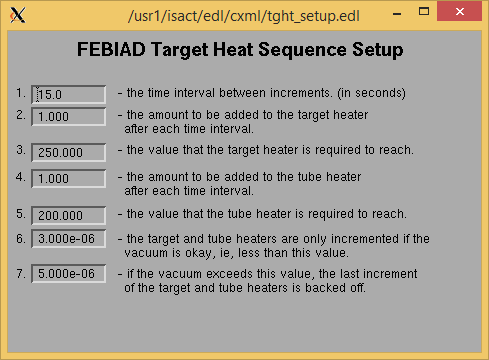 /usr1/isact/edl/cxml/tght_setup.edl
FEBIAD Target Heat Sequence Setup
1. 15.0 - the time interval between increments. (in seconds)
2. 1.000 - the amount to be added to the target heater
after each time interval.
3. 250.000 - the value that the target heater is required to reach.
4. 1.000 - the amount to be added to the tube heater
after each time interval.
5. 200.000 - the value that the tube heater is required to reach.
6. 3.000e-06 - the target and tube heaters are only incremented if the
vacuum is okay, ie, less than this value.
7. 5.000e-06 - if the vacuum exceeds this value, the last increment
of the target and tube heaters is backed off.